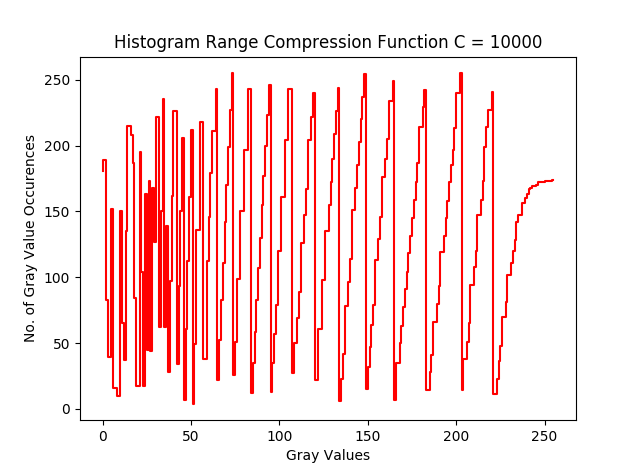 Histogram Range Compression Function C = 10000
250
200
150
100
50
0
No. of Gray Value Occurences
0 50 100 150 200 250
Gray Values